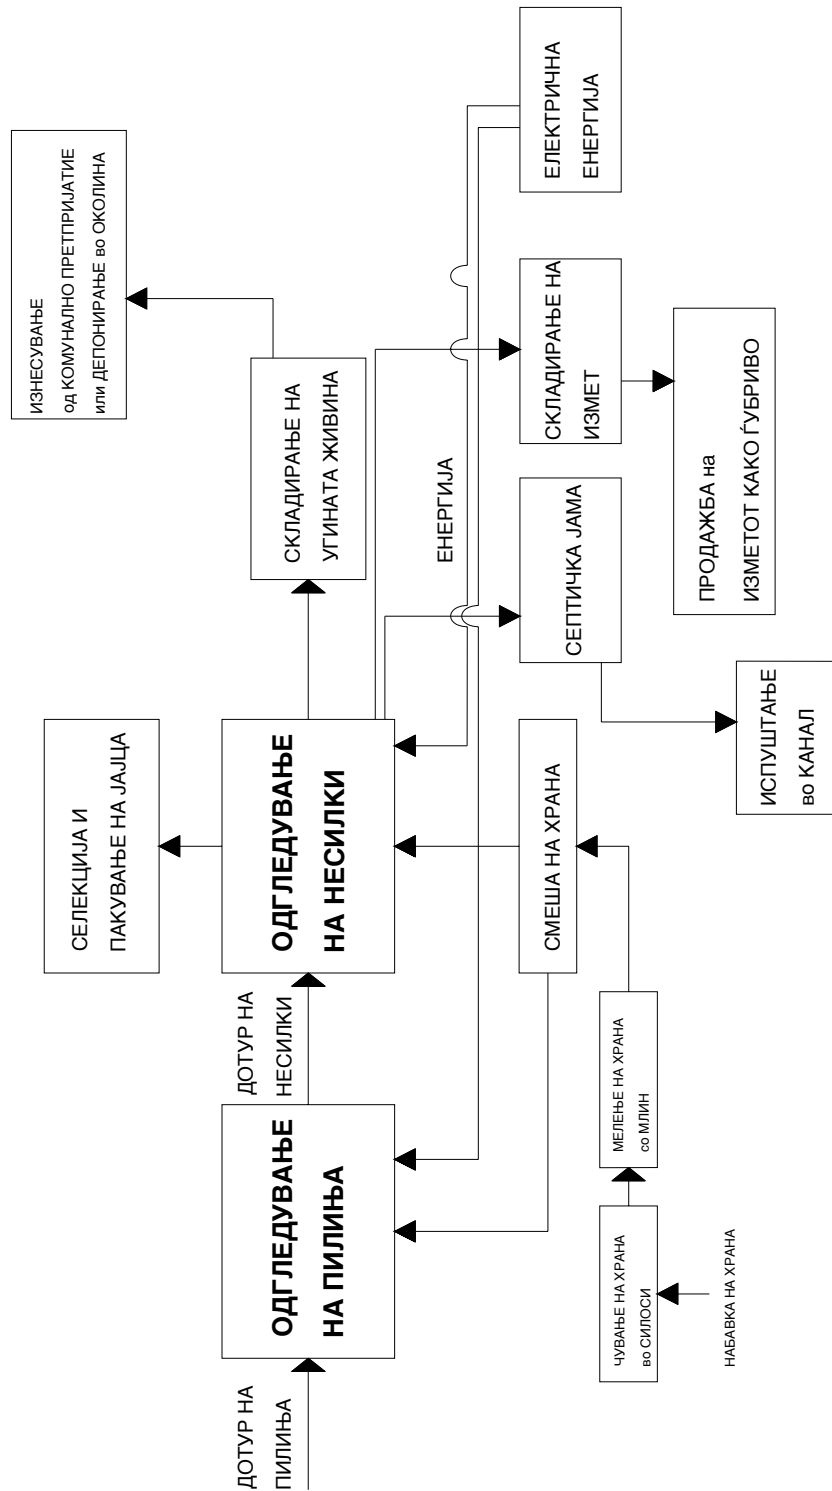 ИЗНЕСУВАЊЕ
од КОМУНАЛНО ПРЕТПРИЈАТИЕ
или ДЕПОНИРАЊЕ во ОКОЛИНА
СЕЛЕКЦИЈА И
ПАКУВАЊЕ НА ЈАЈЦА
ДОТУР НА
ПИЛИЊА
ОДГЛЕДУВАЊЕ
НА ПИЛИЊА
ДОТУР НА
НЕСИЛКИ
ОДГЛЕДУВАЊЕ
НА НЕСИЛКИ
СКЛАДИРАЊЕ НА
УГИНАТА ЖИВИНА
ЕНЕРГИЈА
СМЕША НА ХРАНА
СЕПТИЧКА ЈАМА
СКЛАДИРАЊЕ НА
ИЗМЕТ
ЕЛЕКТРИЧНА
ЕНЕРГИЈА
ЧУВАЊЕ НА ХРАНА
во СИЛОСИ
МЕЛЕЊЕ НА ХРАНА
со МЛИН
ПРОДАЖБА на
ИЗМЕТОТ КАКО ЃУБРИВО
НАБАВКА НА ХРАНА
ИСПУШТАЊЕ
во КАНАЛ